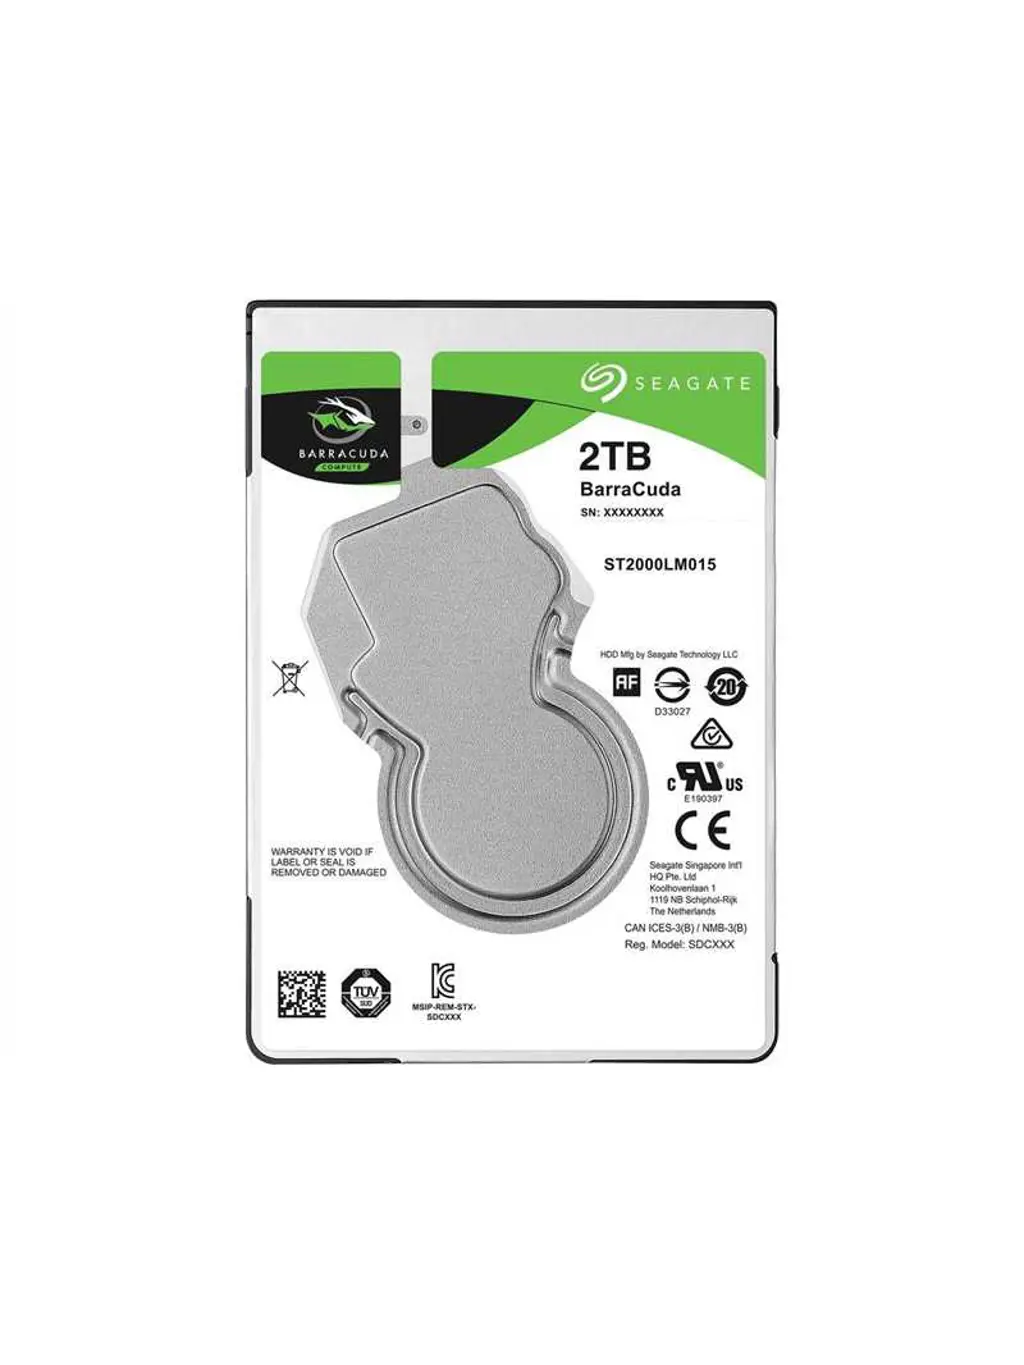 BARRACUDA
COMPUTE
SEAGATE
2TB
BarraCuda
SN: XXXXXXXX
ST2000LM015
HDD Mfg by Seagate Technology LLC
AF
20
D33027
C RU® US
E190397
CE
Seagate Singapore Int'l
HQ Pte. Ltd
Koolhovenlaan 1
1119 NB Schiphol-Rijk
The Netherlands
CAN ICES-3(B) / NMB-3(B)
Reg. Model: SDCXXX
WARRANTY IS VOID IF
LABEL OR SEAL IS
REMOVED OR DAMAGED
TÜV
SÜD
MSIP-REM-STX-
SDCXXX